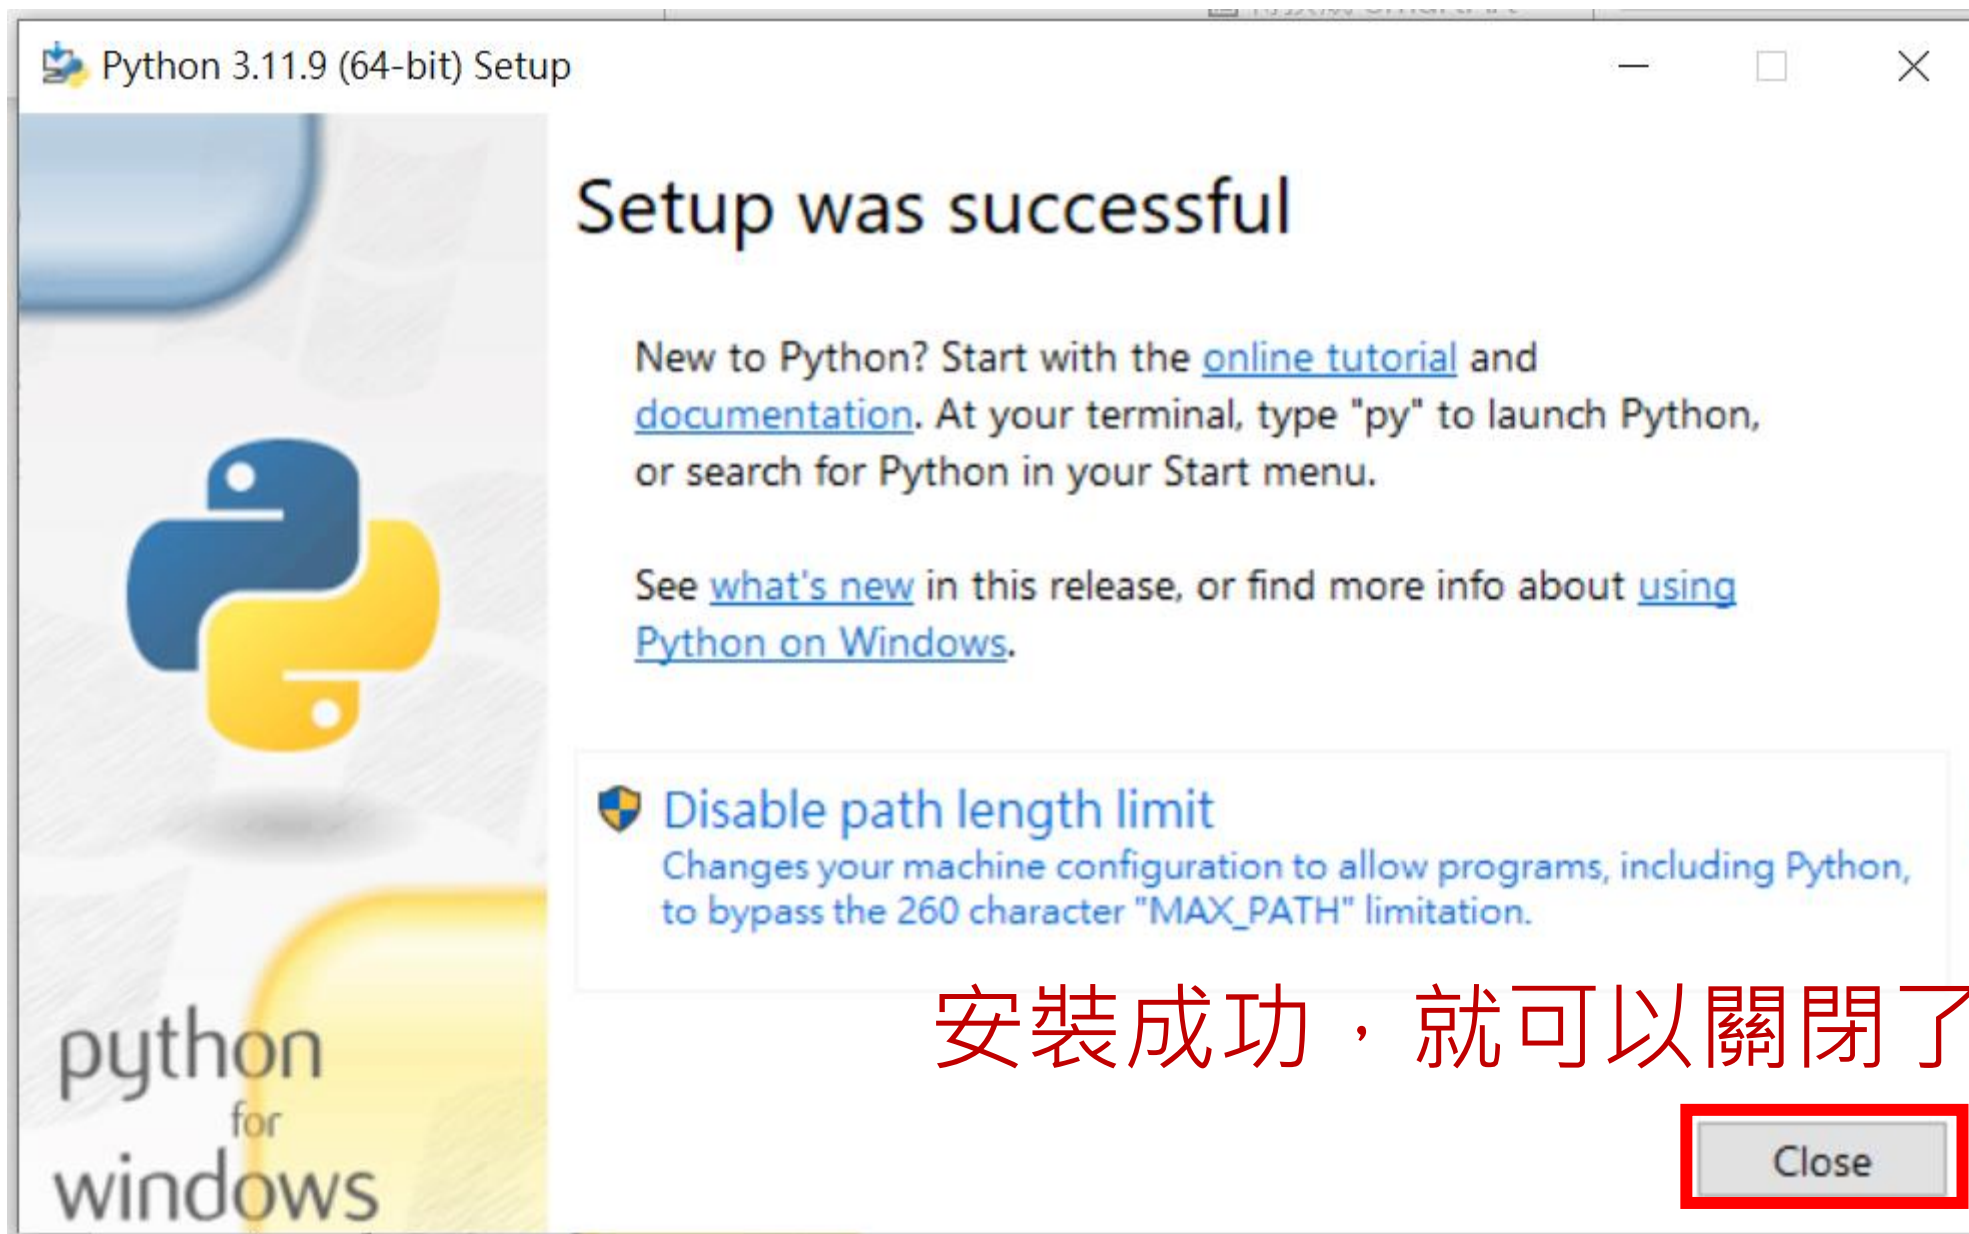 Python 3.11.9 (64-bit) Setup
Setup was successful
New to Python? Start with the online tutorial and
documentation. At your terminal, type "py" to launch Python,
or search for Python in your Start menu.
See what's new in this release, or find more info about using
Python on Windows.
Disable path length limit
Changes your machine configuration to allow programs, including Python,
to bypass the 260 character "MAX_PATH" limitation.
安裝成功，就可以關閉了
python
for
windows
Close